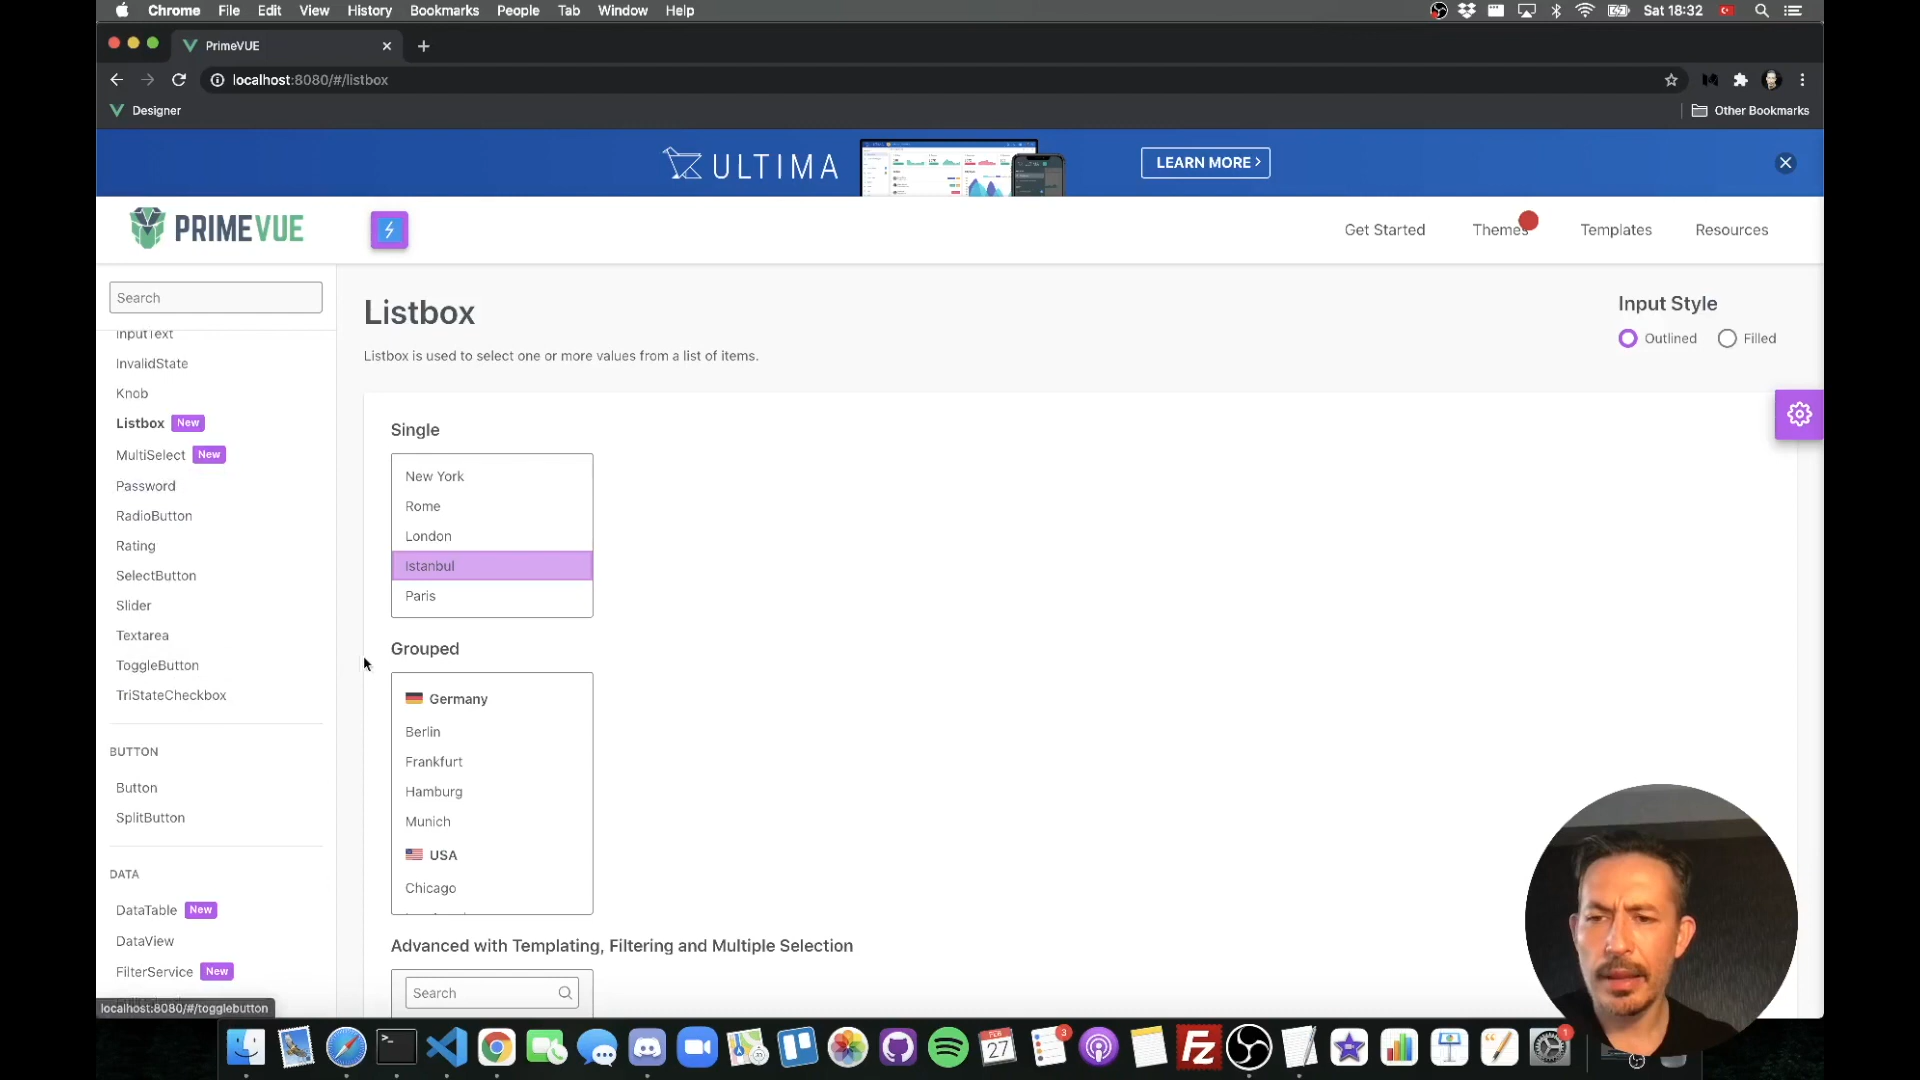 Chrome File Edit View History Bookmarks People Tab Window Help
Sat 18:32
PrimeVUE
localhost:8080/#/listbox
Designer
Other Bookmarks
ULTIMA
LEARN MORE
PRIMEVUE
Get Started
Themes
Templates
Resources
Search
InputText
InvalidState
Knob
Listbox New
MultiSelect New
Password
RadioButton
Rating
SelectButton
Slider
Textarea
ToggleButton
TriStateCheckbox
BUTTON
Button
SplitButton
DATA
DataTable New
DataView
FilterService New
localhost:8080/#/togglebutton
Listbox
Listbox is used to select one or more values from a list of items.
Input Style
Outlined
Filled
Single
New York
Rome
London
Istanbul
Paris
Grouped
Germany
Berlin
Frankfurt
Hamburg
Munich
USA
Chicago
Advanced with Templating, Filtering and Multiple Selection
Search
FEB
27
3
Fz
1